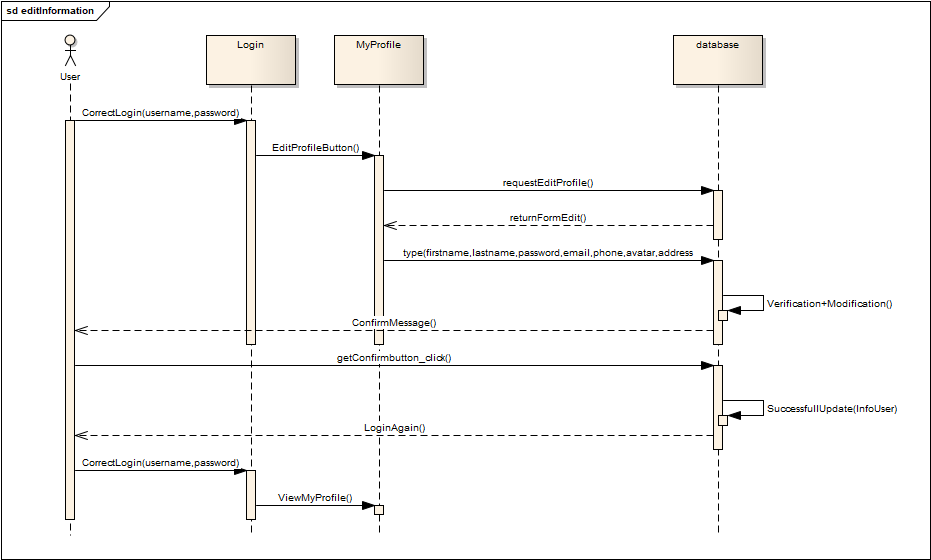 sd editInformation
User
Login
MyProfile
database
CorrectLogin(username,password)
EditProfileButton()
requestEditProfile()
returnFormEdit()
type(firstname,lastname,password,email,phone,avatar,address
Verification+Modification()
ConfirmMessage()
getConfirmbutton_click()
SuccessfullUpdate(InfoUser)
LoginAgain()
CorrectLogin(username,password)
ViewMyProfile()